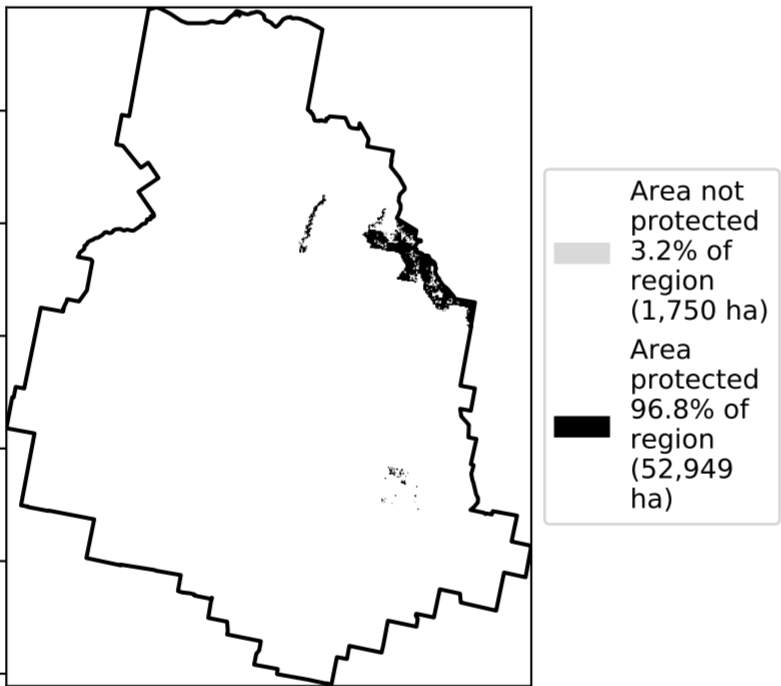 Area not
protected
3.2% of
region
(1,750 ha)
Area
protected
96.8% of
region
(52,949
ha)